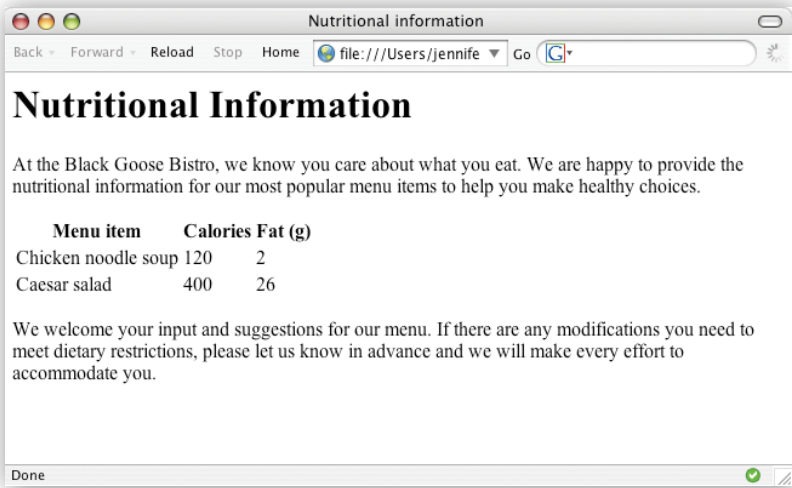 Nutritional information
Back Forward Reload Stop Home file:///Users/jennife Go G
Nutritional Information
At the Black Goose Bistro, we know you care about what you eat. We are happy to provide the
nutritional information for our most popular menu items to help you make healthy choices.
Menu item Calories Fat (g)
Chicken noodle soup 120 2
Caesar salad 400 26
We welcome your input and suggestions for our menu. If there are any modifications you need to
meet dietary restrictions, please let us know in advance and we will make every effort to
accommodate you.
Done